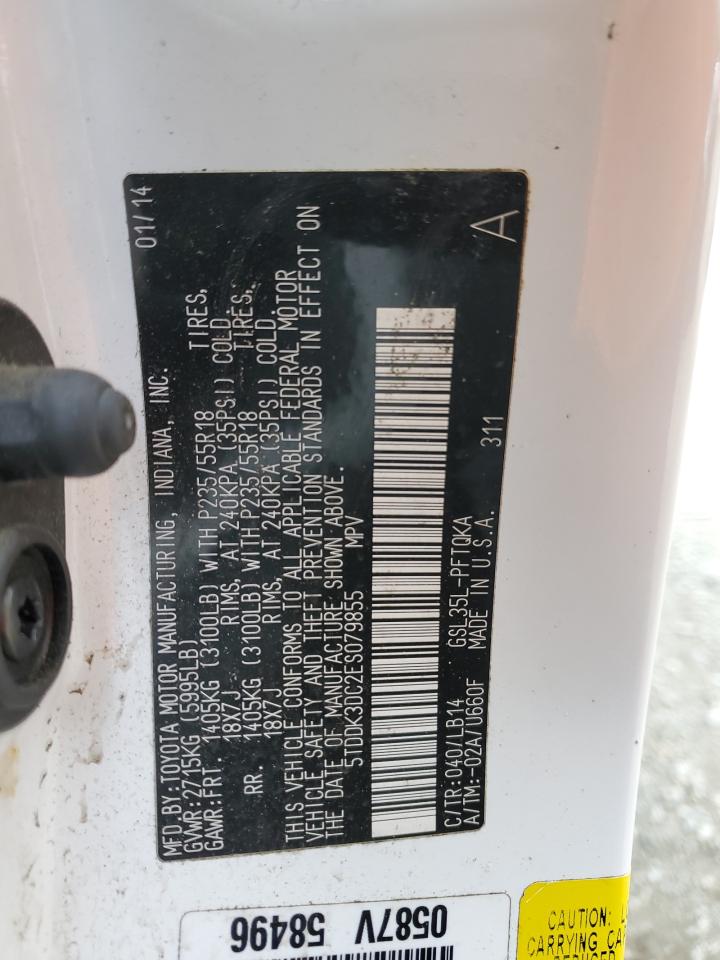 MFD.BY:TOYOTA MOTOR MANUFACTURING, INDIANA, INC. 01/14
GVWR:2715KG (5995LB)
GAWR:FRT. 1405KG (3100LB) WITH P235/55R18 TIRES,
18X7J RIMS, AT 240KPA (35PSI) COLD.
RR. 1405KG (3100LB) WITH P235/55R18 TIRES,
18X7J RIMS, AT 240KPA (35PSI) COLD.
THIS VEHICLE CONFORMS TO ALL APPLICABLE FEDERAL MOTOR
VEHICLE SAFETY AND THEFT PREVENTION STANDARDS IN EFFECT ON
THE DATE OF MANUFACTURE SHOWN ABOVE.
5TDDK3DC2ES079855 MPV
C/TR:040/LB14 GSL35L-PFTQKA
A/TM:-02A/U660F MADE IN U.S.A. 311 A
0587V
58496
CAUTION:
CARRYING
REDUCED